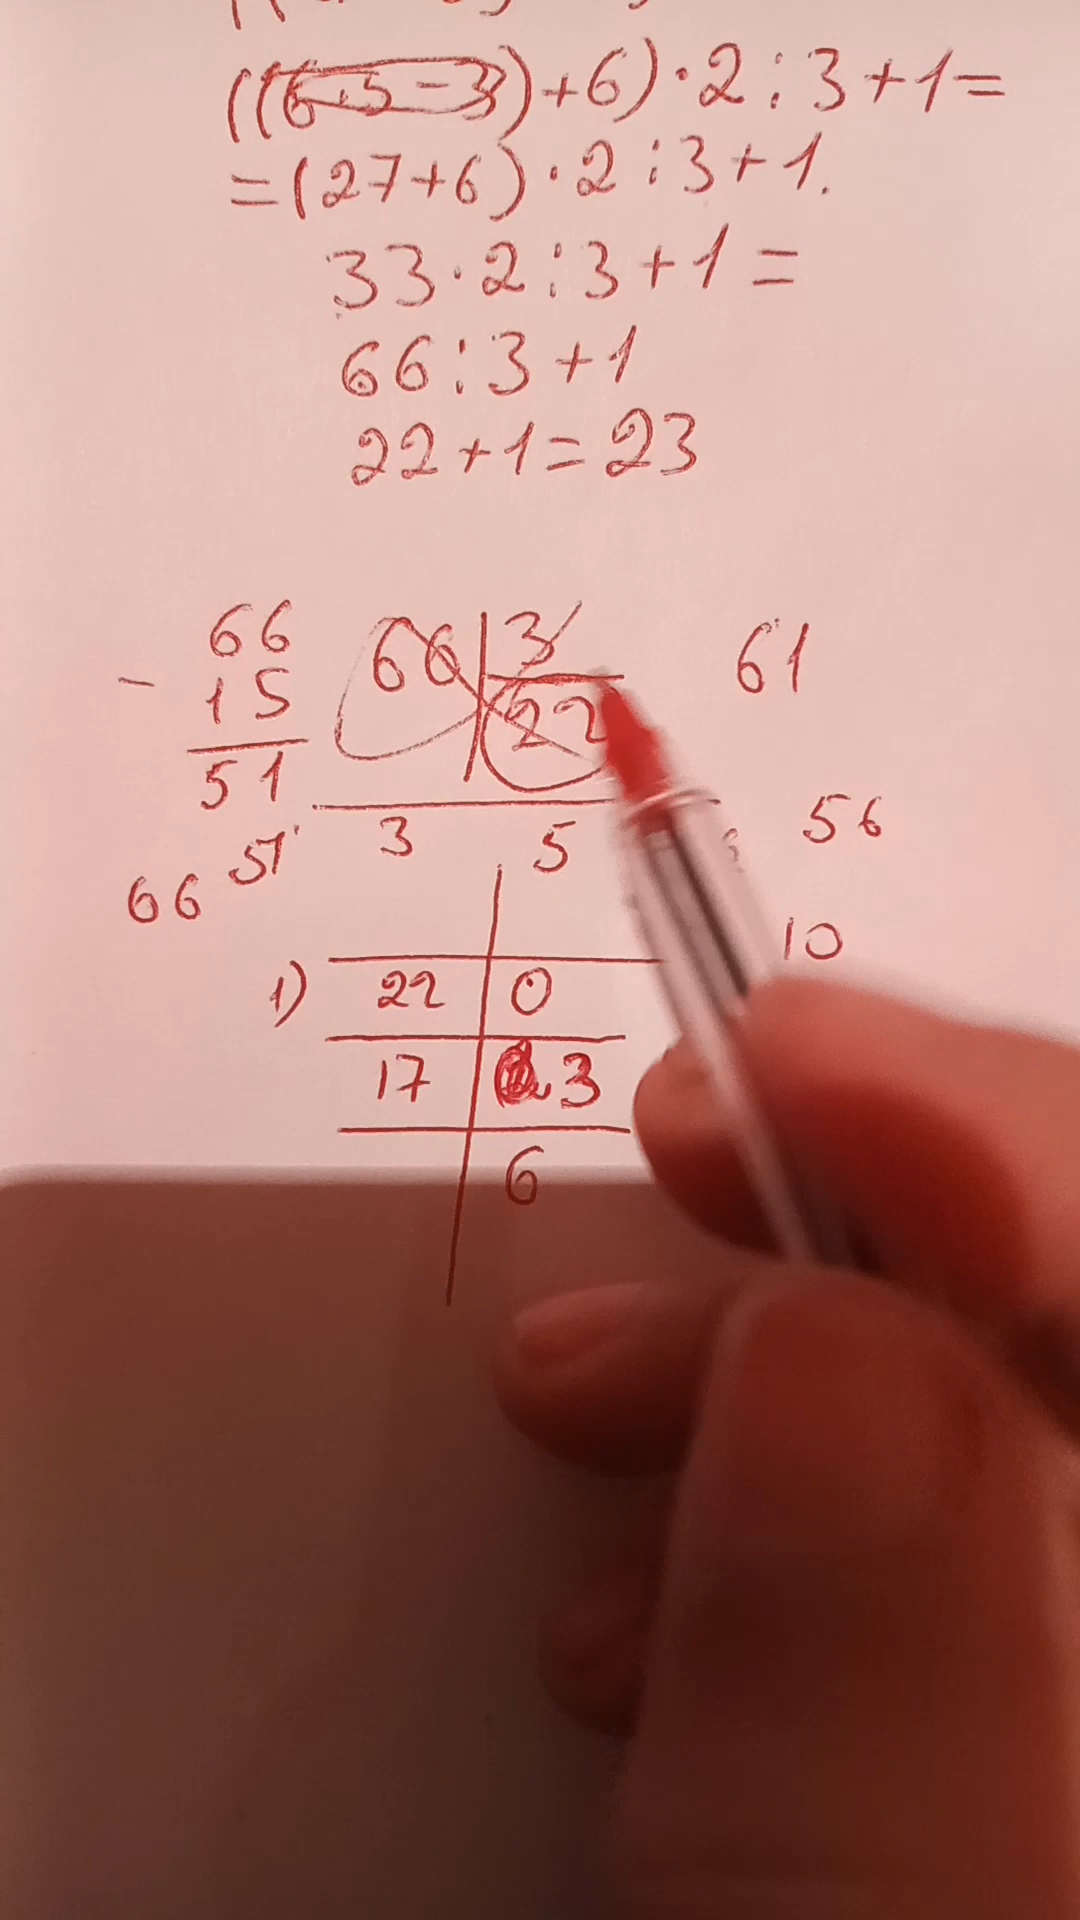 ((6·5-3)+6)·2:3+1=
=(27+6)·2:3+1.
33·2:3+1=
66:3+1
22+1=23
66 66 3 61
- 15 22
51
3 5 56
51
66
10
1) 22 0
17 3
6